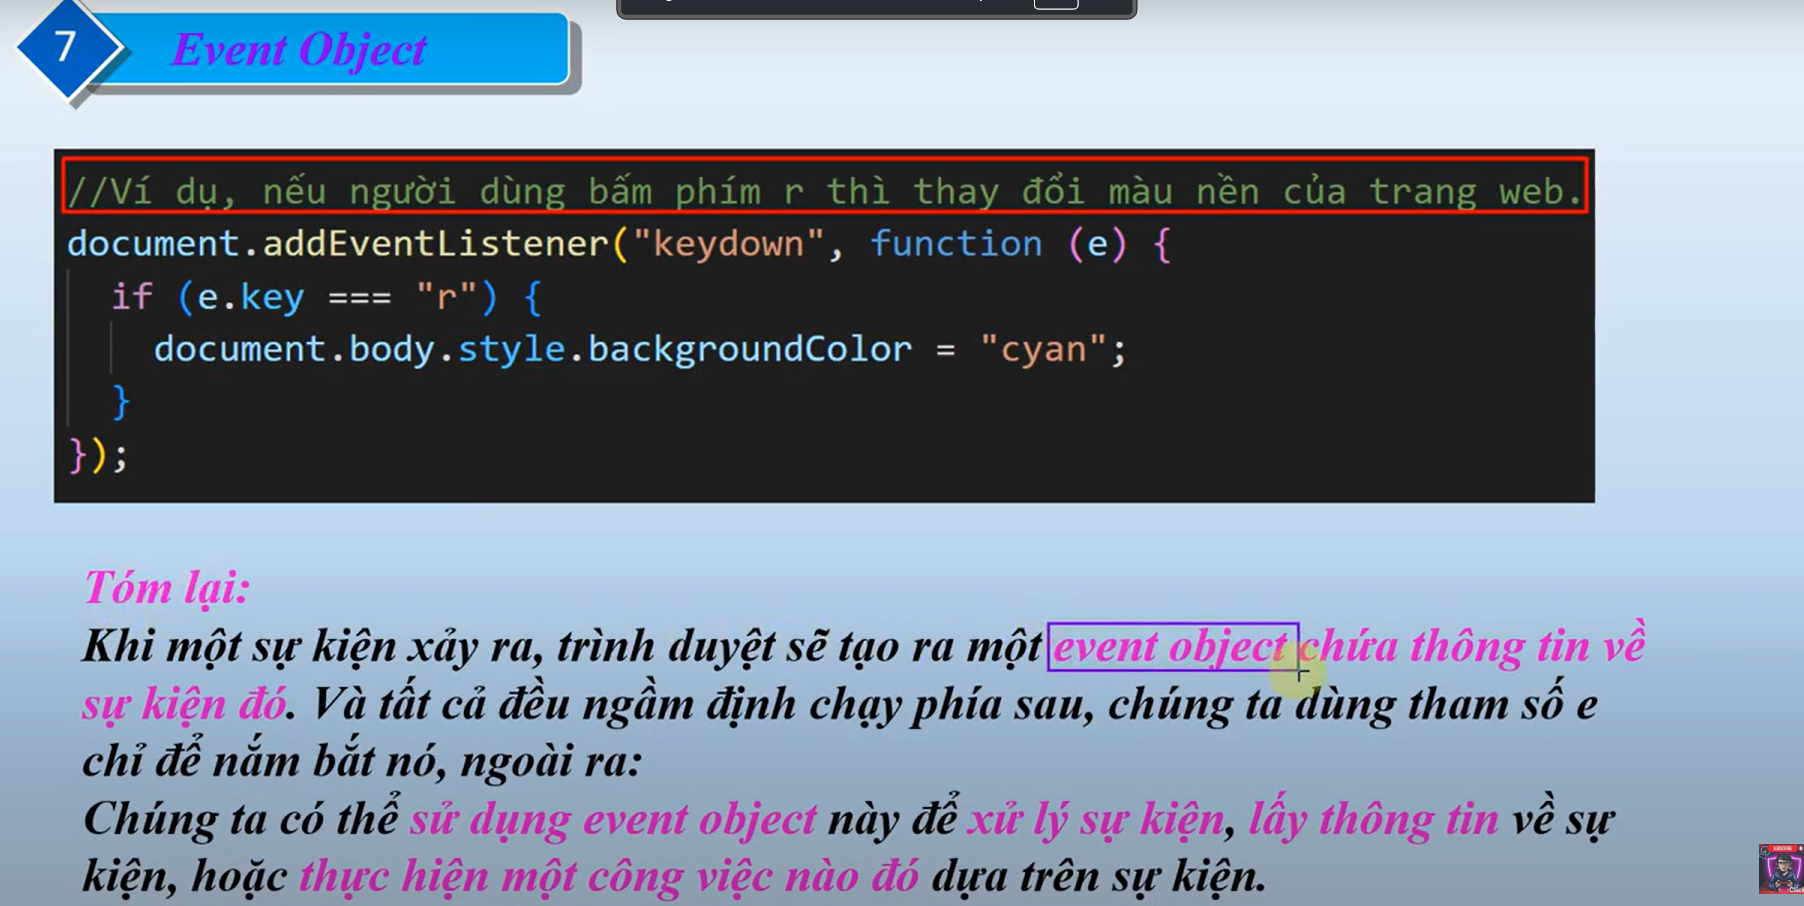 7
Event Object
//Ví dụ, nếu người dùng bấm phím r thì thay đổi màu nền của trang web.
document.addEventListener("keydown", function (e) {
if (e.key === "r") {
document.body.style.backgroundColor = "cyan";
}
});
Tóm lại:
Khi một sự kiện xảy ra, trình duyệt sẽ tạo ra một event object chứa thông tin về
sự kiện đó. Và tất cả đều ngầm định chạy phía sau, chúng ta dùng tham số e
chỉ để nắm bắt nó, ngoài ra:
Chúng ta có thể sử dụng event object này để xử lý sự kiện, lấy thông tin về sự
kiện, hoặc thực hiện một công việc nào đó dựa trên sự kiện.